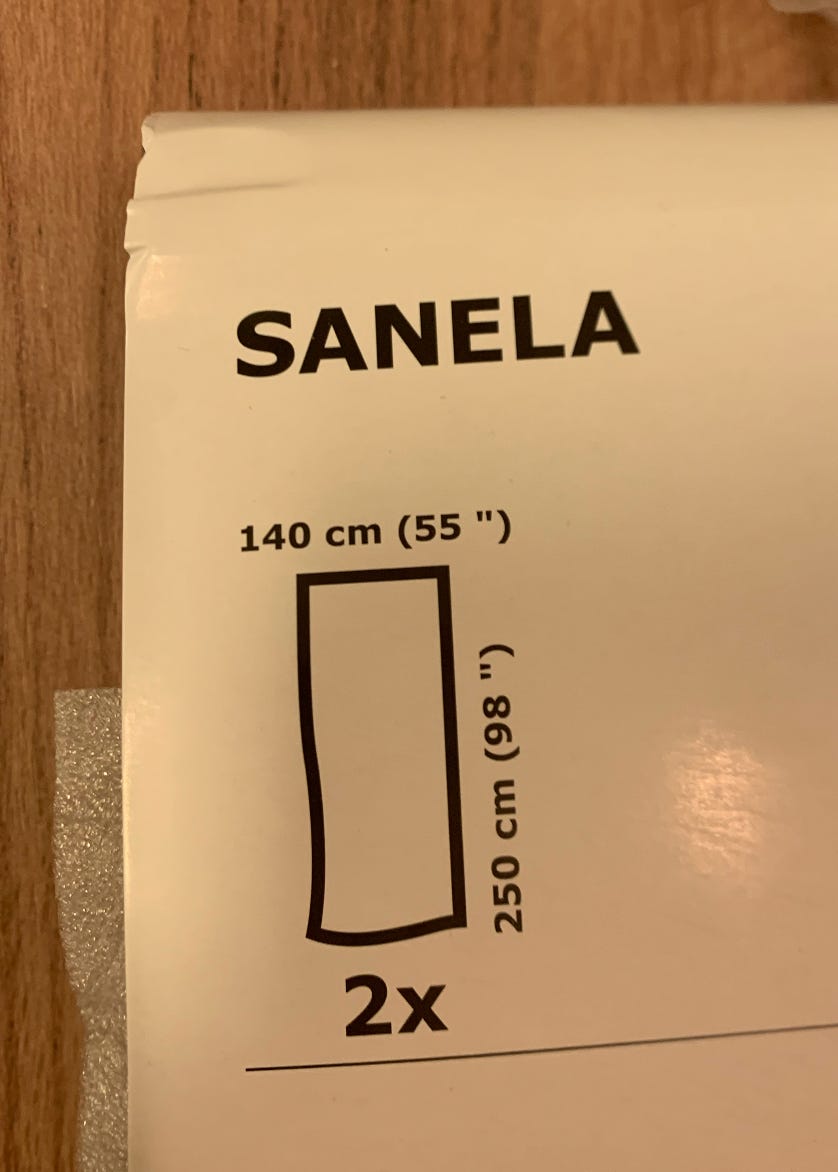 SANELA
140 cm (55 ")
250 cm (98 ")
2x